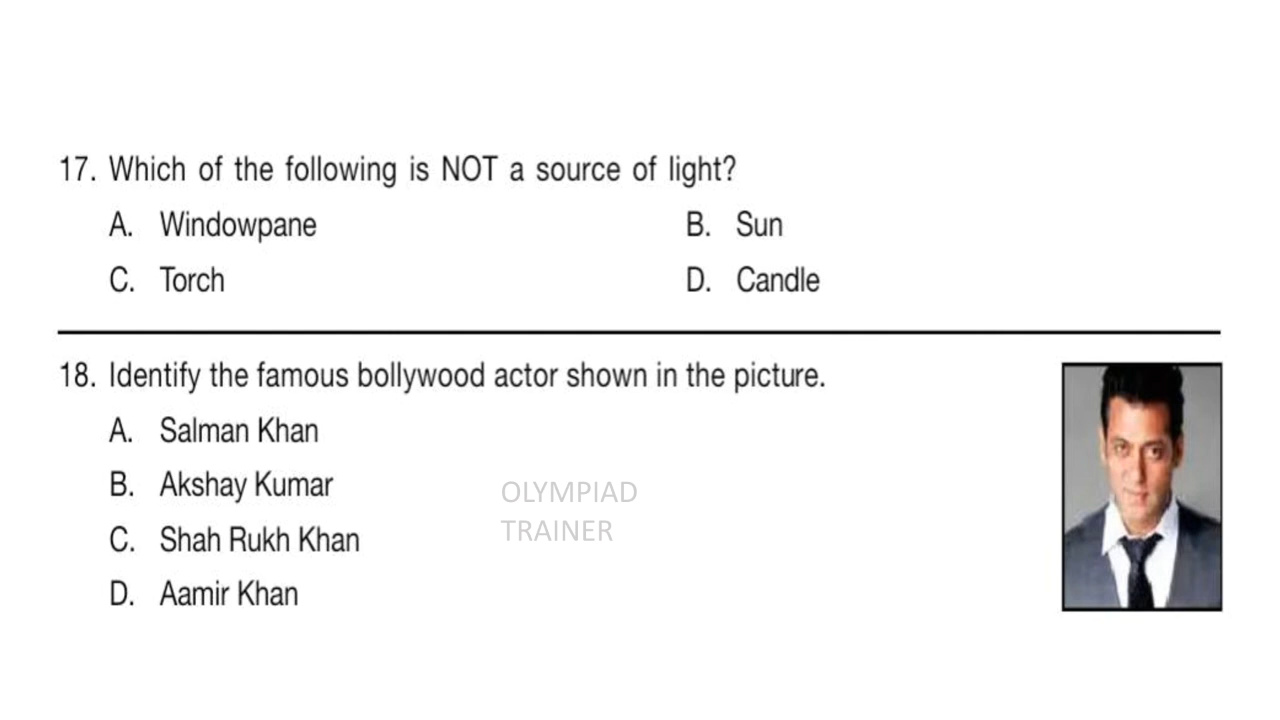 17. Which of the following is NOT a source of light?
A. Windowpane B. Sun
C. Torch D. Candle
18. Identify the famous bollywood actor shown in the picture.
A. Salman Khan
B. Akshay Kumar
OLYMPIAD
TRAINER
C. Shah Rukh Khan
D. Aamir Khan